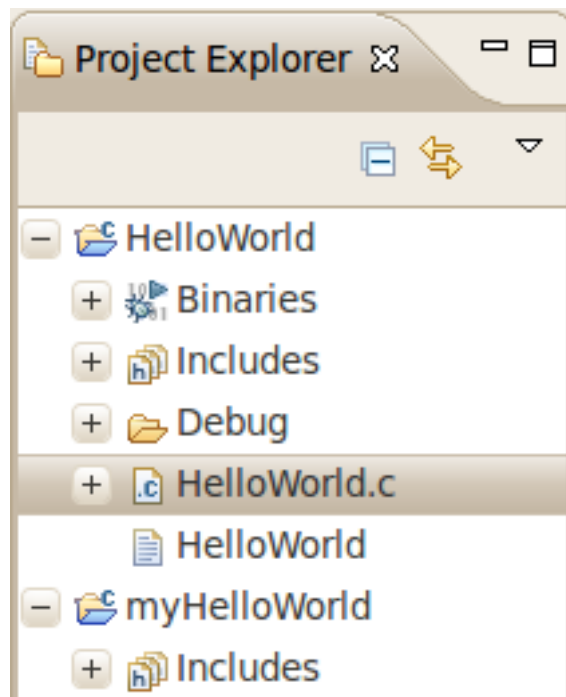 Project Explorer
HelloWorld
Binaries
Includes
Debug
HelloWorld.c
HelloWorld
myHelloWorld
Includes